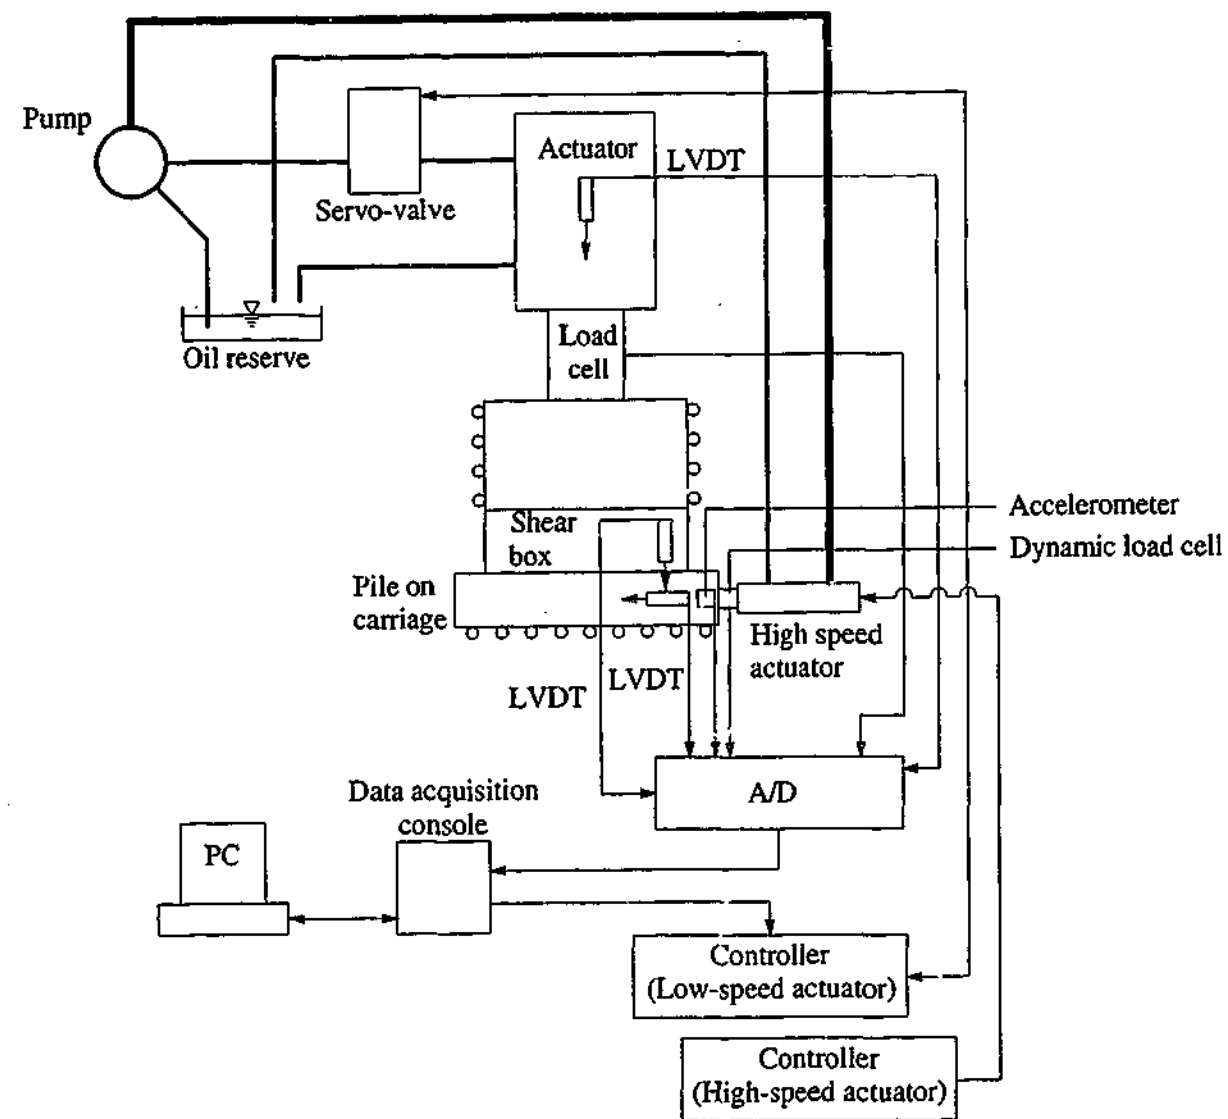 Pump
Actuator
LVDT
Servo-valve
Load
cell
Oil reserve
Accelerometer
Shear
box
Dynamic load cell
Pile on
carriage
High speed
actuator
LVDT
LVDT
Data acquisition
console
A/D
PC
Controller
(Low-speed actuator)
Controller
(High-speed actuator)